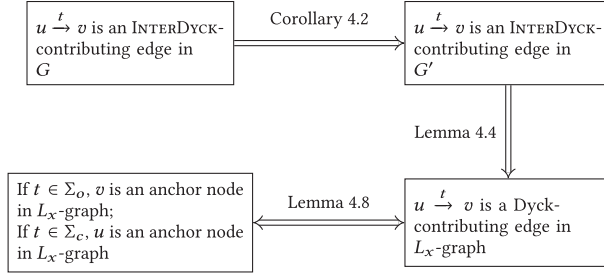 u →ᵗ v is an INTERDYCK-
contributing edge in
G
Corollary 4.2
u →ᵗ v is an INTERDYCK-
contributing edge in
G′
Lemma 4.4
If t ∈ Σₒ, v is an anchor node
in Lₓ-graph;
If t ∈ Σ_c, u is an anchor node
in Lₓ-graph
Lemma 4.8
u →ᵗ v is a Dyck-
contributing edge in
Lₓ-graph